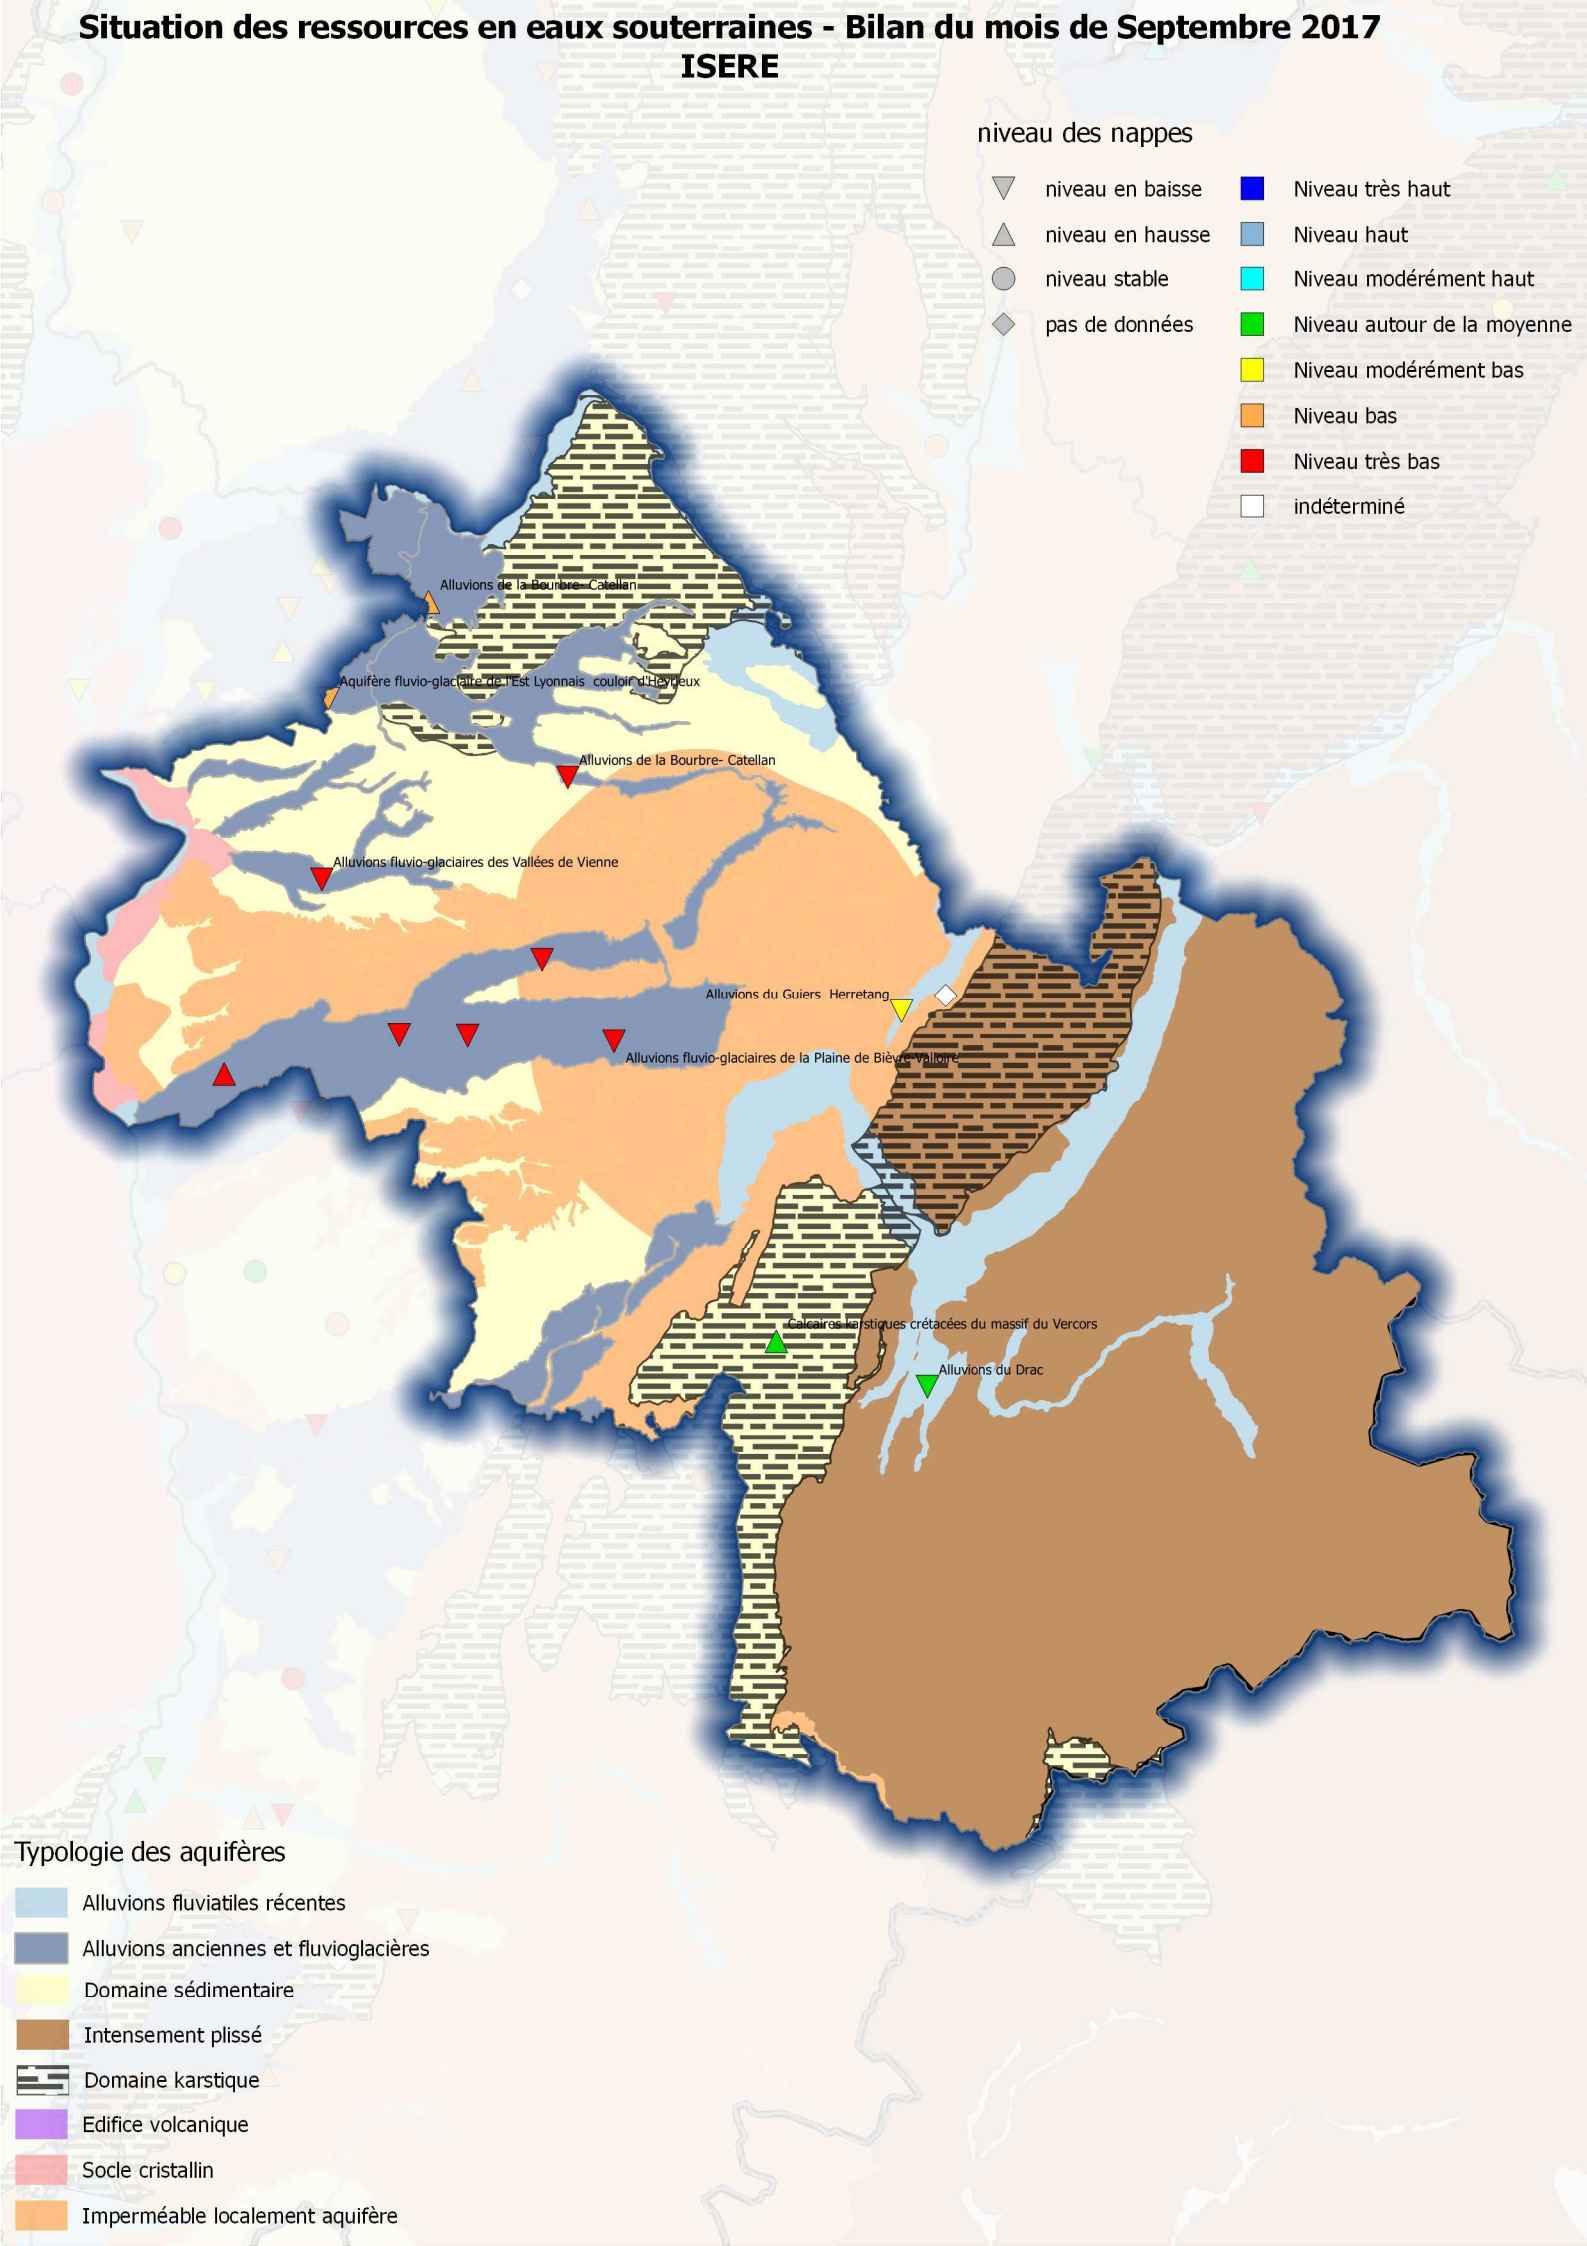 Situation des ressources en eaux souterraines - Bilan du mois de Septembre 2017
ISERE
niveau des nappes
niveau en baisse
niveau en hausse
niveau stable
pas de données
Niveau très haut
Niveau haut
Niveau modérément haut
Niveau autour de la moyenne
Niveau modérément bas
Niveau bas
Niveau très bas
indéterminé
Alluvions de la Bourbre- Catellan
Aquifère fluvio-glaciaire de l'Est Lyonnais couloir d'Heyrieux
Alluvions de la Bourbre- Catellan
Alluvions fluvio-glaciaires des Vallées de Vienne
Alluvions du Guiers Herretang
Alluvions fluvio-glaciaires de la Plaine de Bièvre-Valloire
Calcaires karstiques crétacées du massif du Vercors
Alluvions du Drac
Typologie des aquifères
Alluvions fluviatiles récentes
Alluvions anciennes et fluvioglacières
Domaine sédimentaire
Intensement plissé
Domaine karstique
Edifice volcanique
Socle cristallin
Imperméable localement aquifère